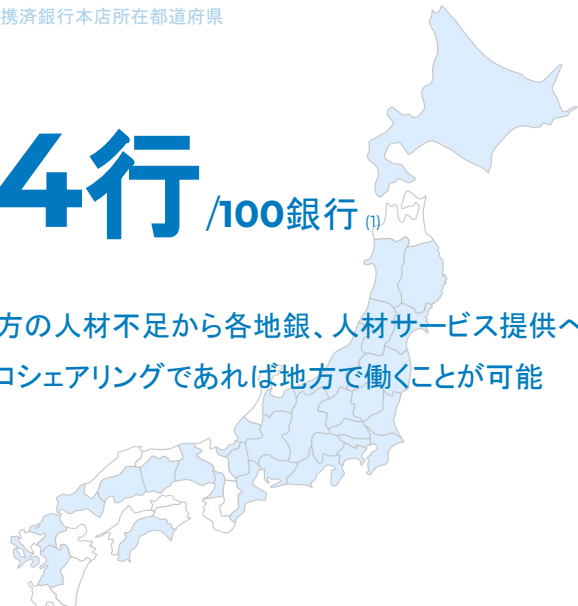 携済銀行本店所在都道府県
4行/100銀行(1)
方の人材不足から各地銀、人材サービス提供へ
ロシェアリングであれば地方で働くことが可能